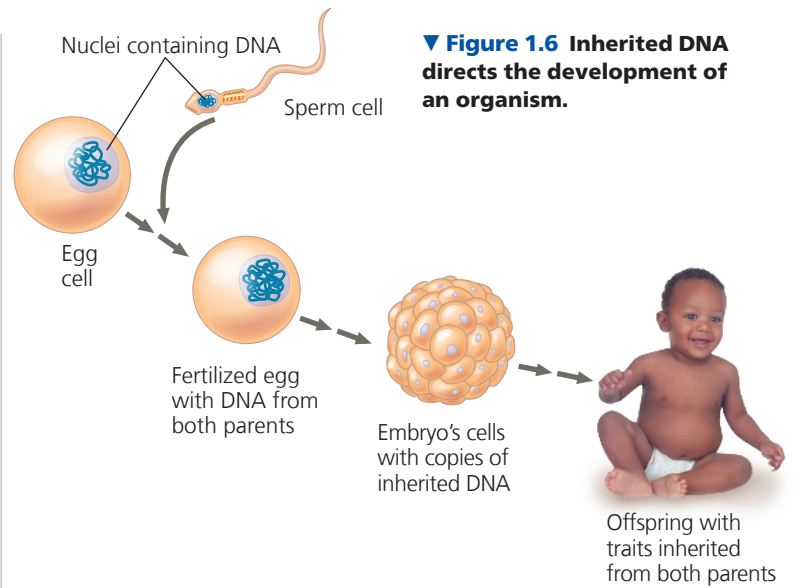 Nuclei containing DNA
Sperm cell
▼ Figure 1.6 Inherited DNA
directs the development of
an organism.
Egg
cell
Fertilized egg
with DNA from
both parents
Embryo's cells
with copies of
inherited DNA
Offspring with
traits inherited
from both parents